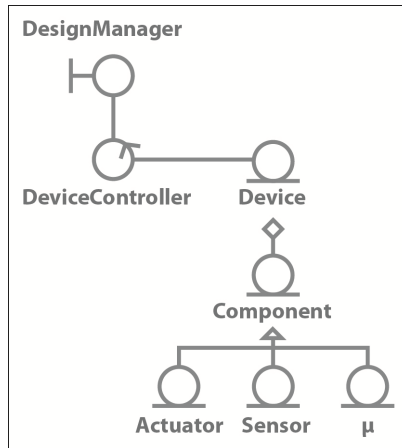 DesignManager
DeviceController Device
Component
Actuator Sensor μ